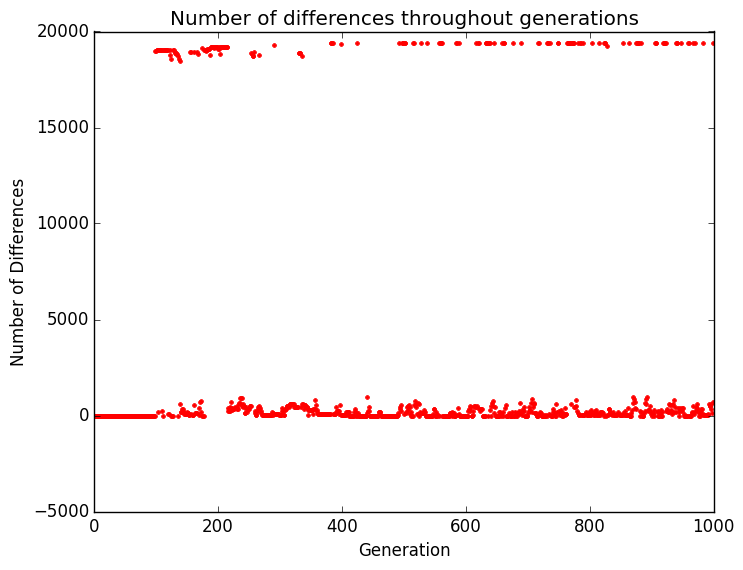 Number of differences throughout generations
20000
15000
10000
5000
0
−5000
Number of Differences
0 200 400 600 800 1000
Generation